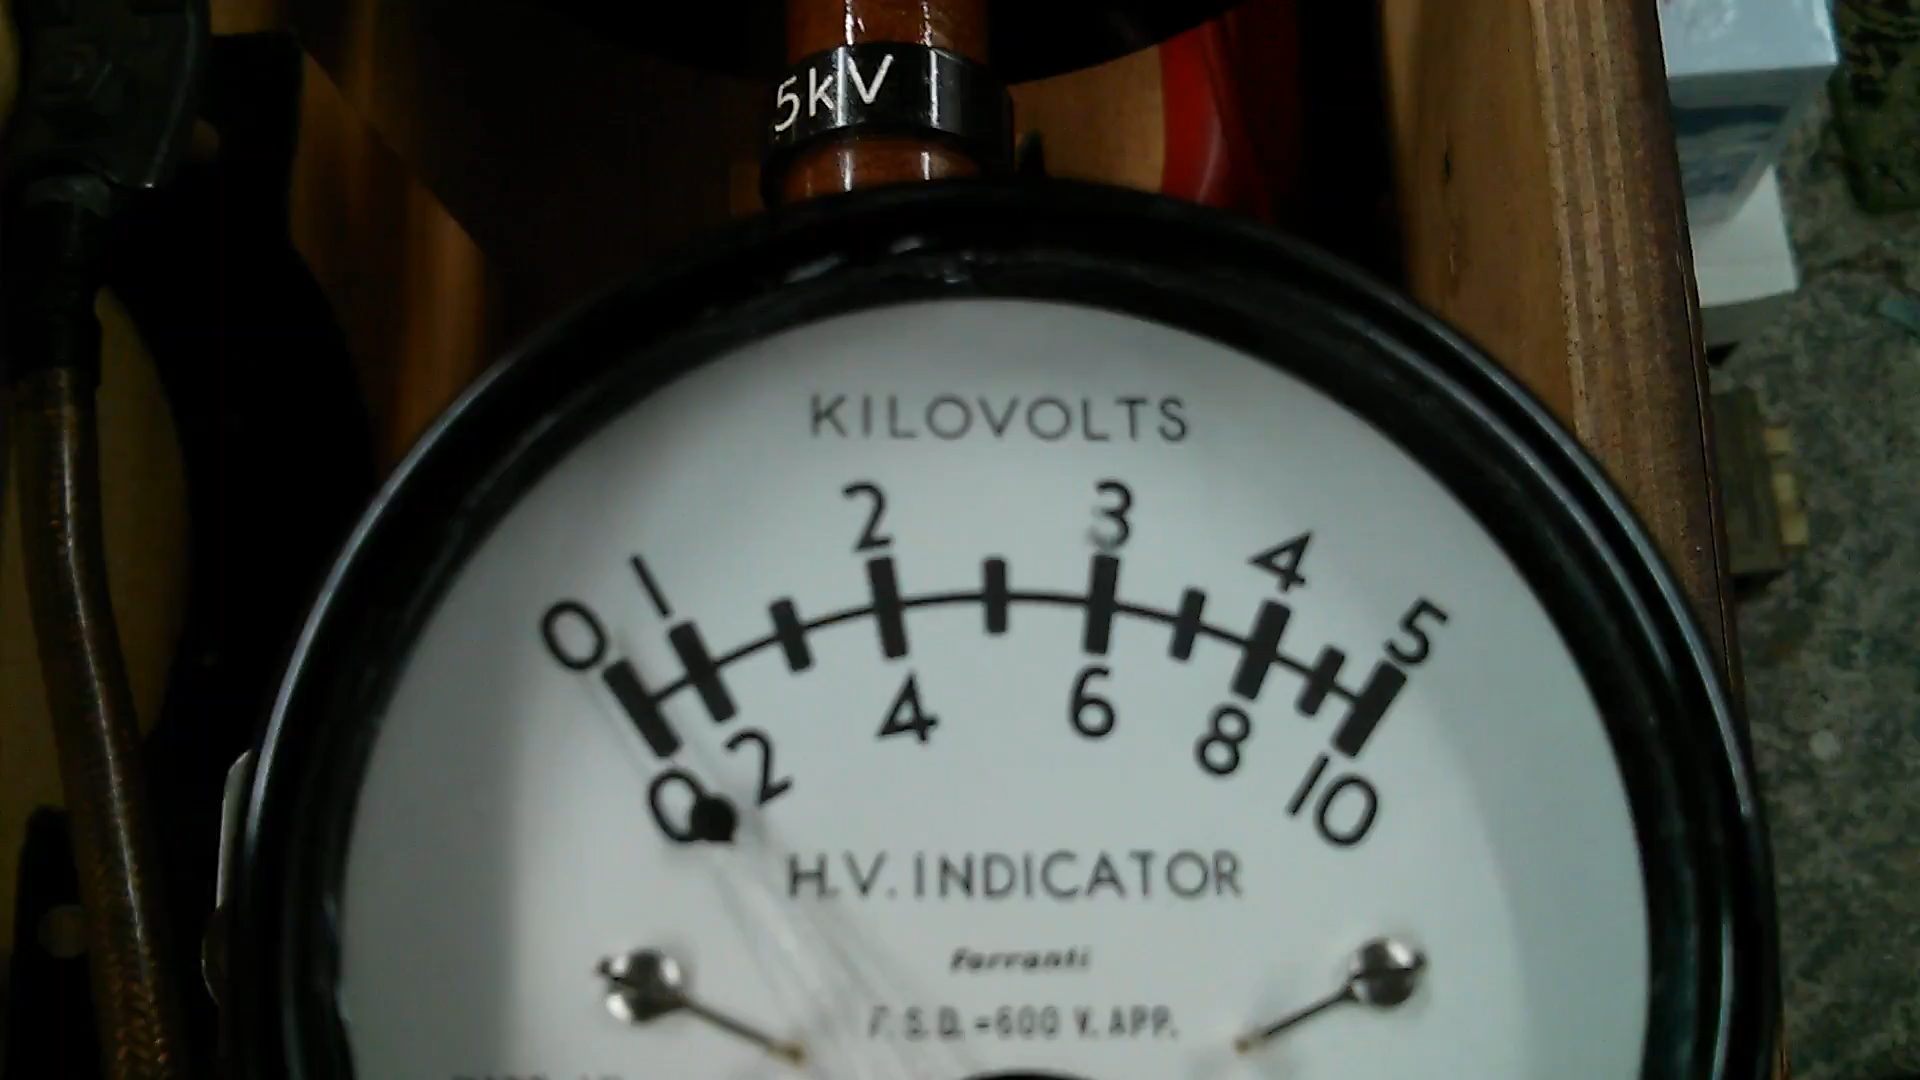 5kV
KILOVOLTS
0 1 2 3 4 5
0 2 4 6 8 10
H.V. INDICATOR
Ferranti
F.S.D. = 600 V. APP.